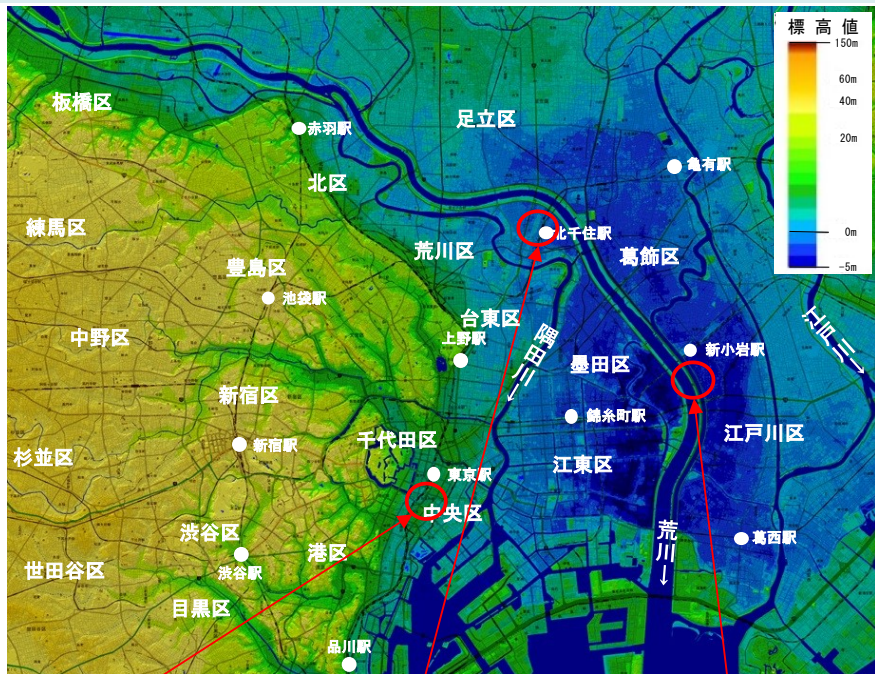 標高値
150m
60m
40m
20m
0m
-5m
板橋区
赤羽駅
足立区
北区
亀有駅
練馬区
荒川区
北千住駅
葛飾区
豊島区
池袋駅
台東区
上野駅
隅田川→
江戸川→
中野区
墨田区
新小岩駅
新宿区
錦糸町駅
千代田区
江戸川区
新宿駅
杉並区
東京駅
江東区
中央区
渋谷区
渋谷駅
港区
荒川→
葛西駅
世田谷区
目黒区
品川駅